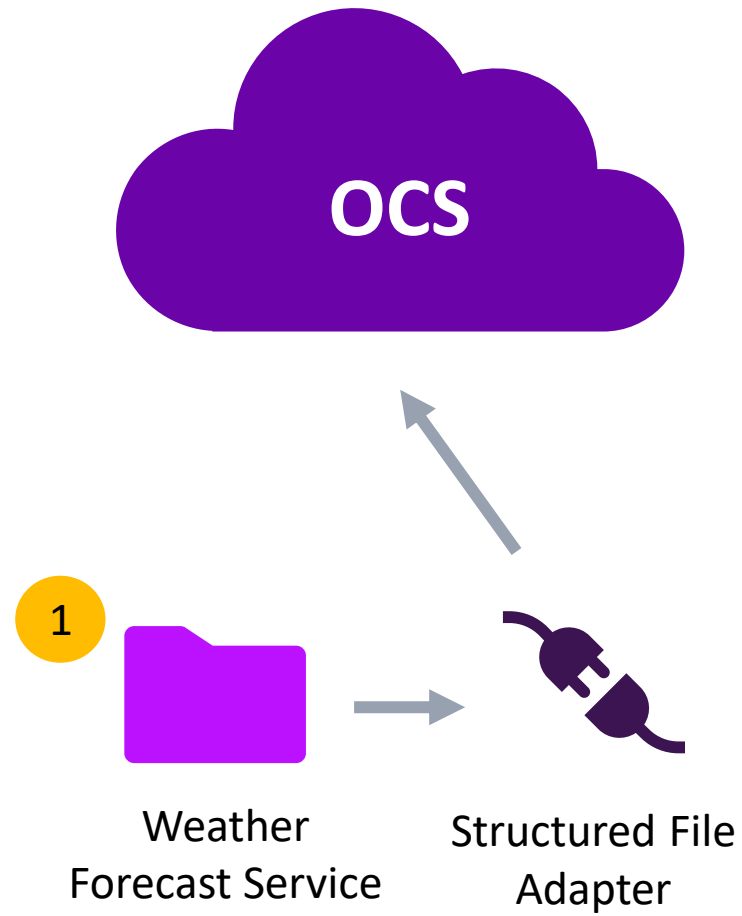 OCS
1
Weather
Forecast Service
Structured File
Adapter